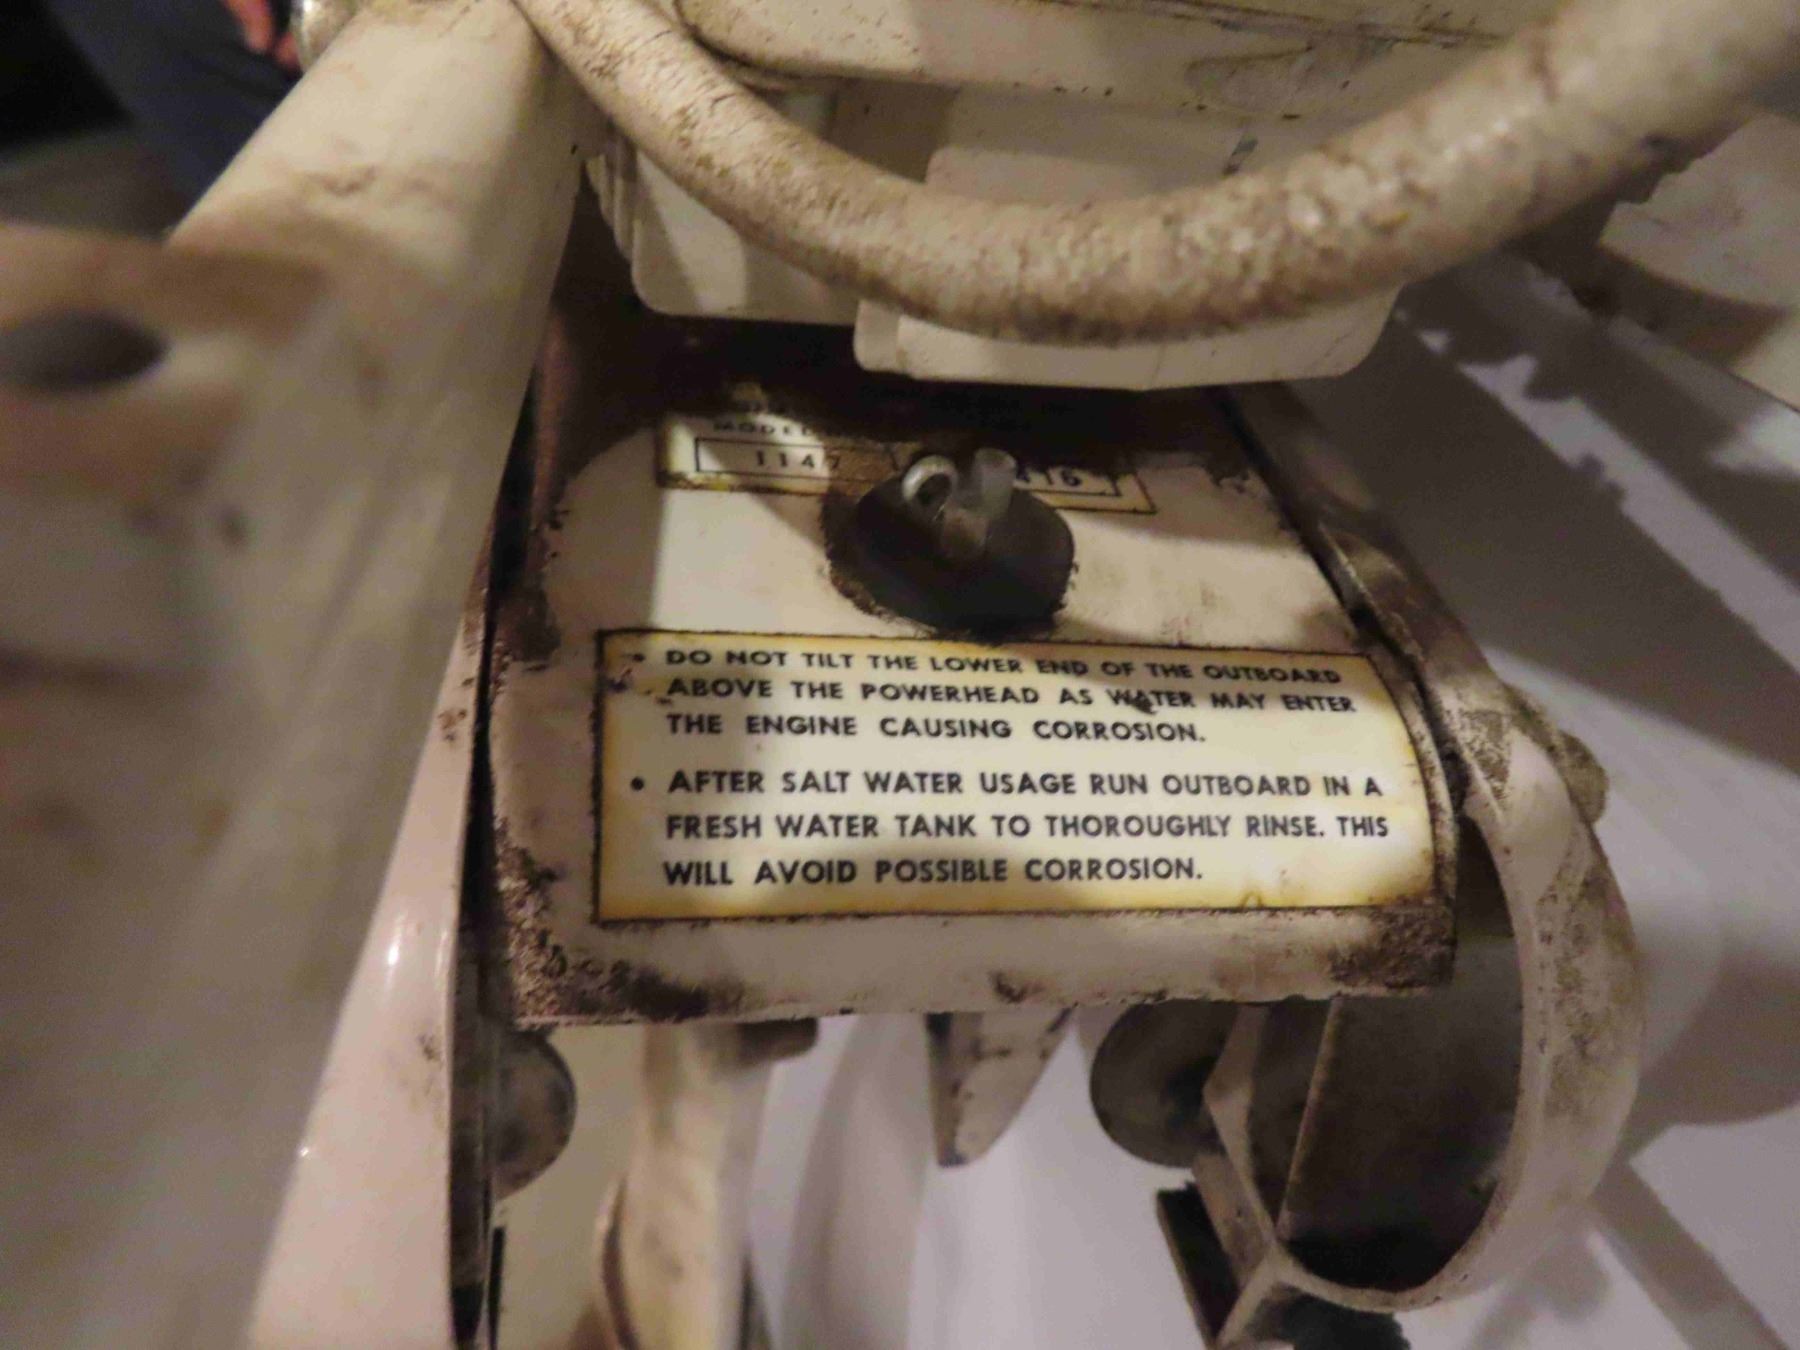 MODEL
1147 416
• DO NOT TILT THE LOWER END OF THE OUTBOARD
ABOVE THE POWERHEAD AS WATER MAY ENTER
THE ENGINE CAUSING CORROSION.
• AFTER SALT WATER USAGE RUN OUTBOARD IN A
FRESH WATER TANK TO THOROUGHLY RINSE. THIS
WILL AVOID POSSIBLE CORROSION.